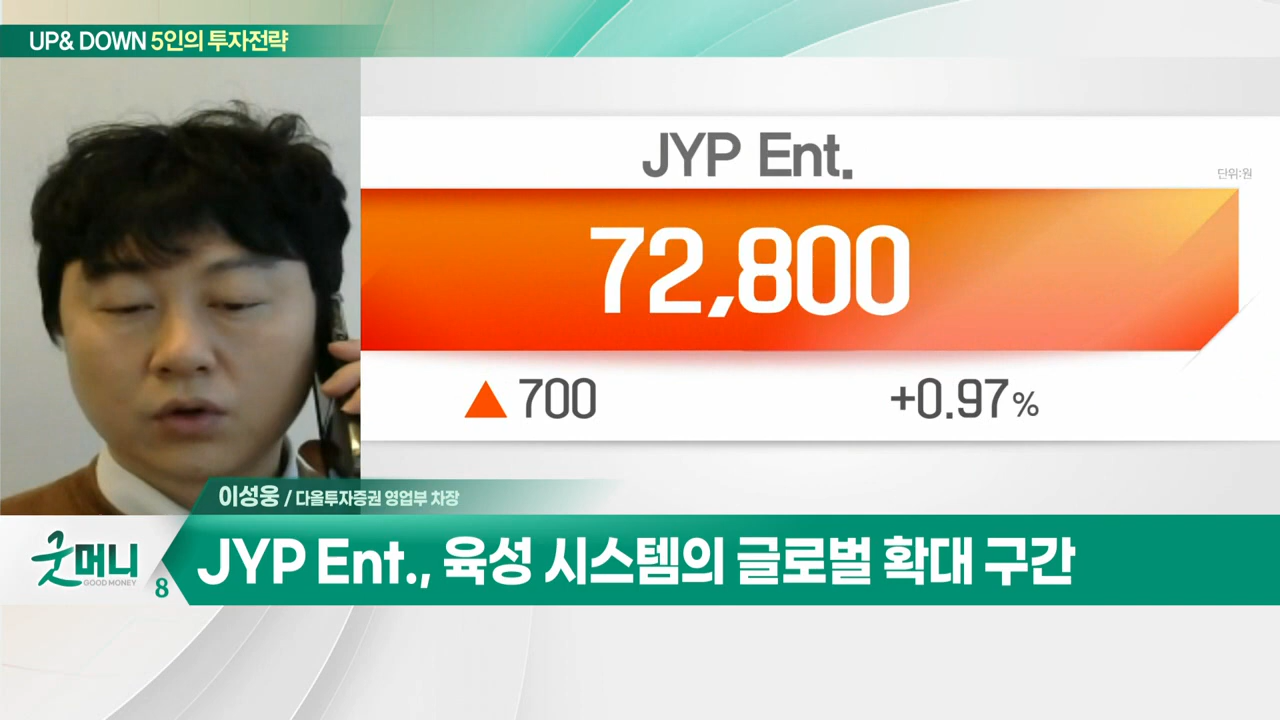 UP& DOWN 5인의 투자전략
JYP Ent.
단위:원
72,800
▲ 700 +0.97%
이성웅 / 다올투자증권 영업부 차장
굿머니
GOOD MONEY
8
JYP Ent., 육성 시스템의 글로벌 확대 구간